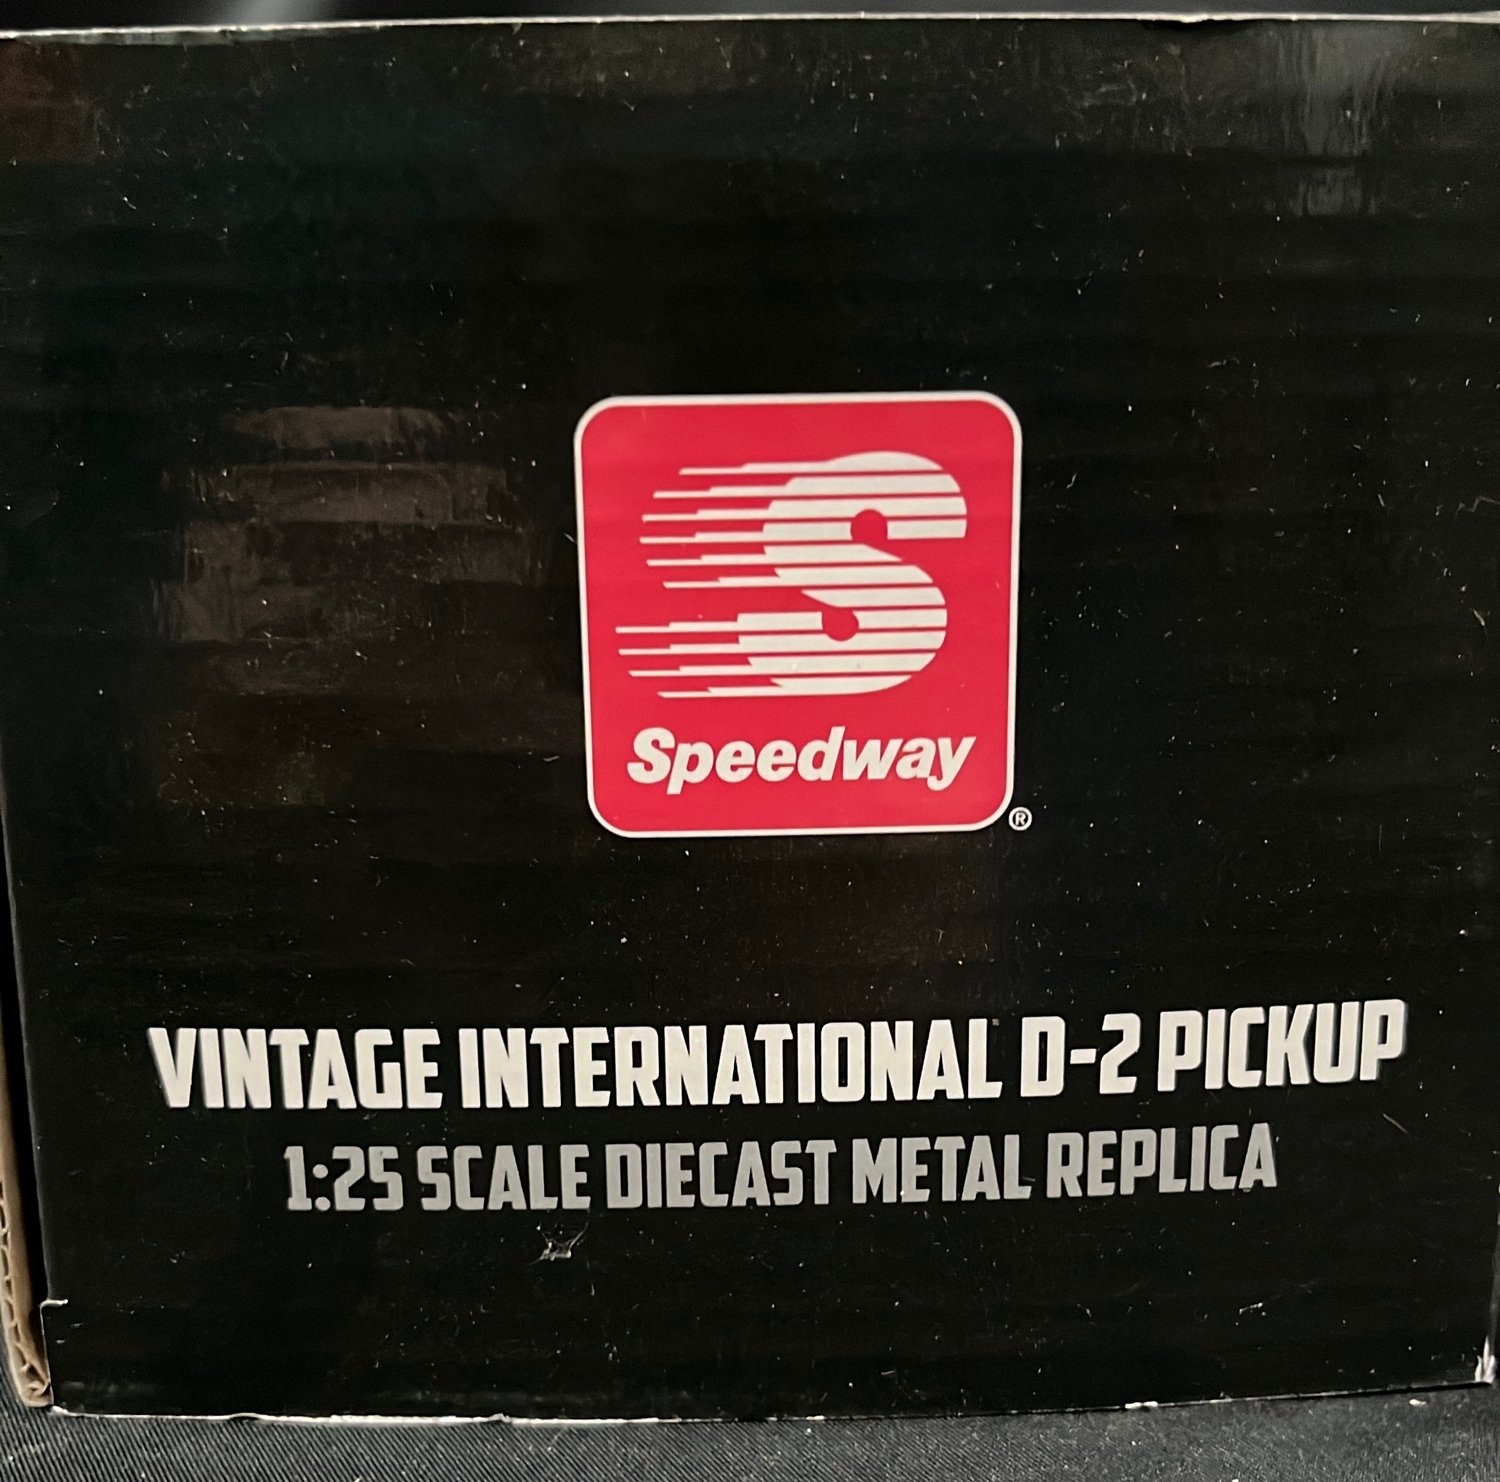 S
Speedway
®
VINTAGE INTERNATIONAL D-2 PICKUP
1:25 SCALE DIECAST METAL REPLICA